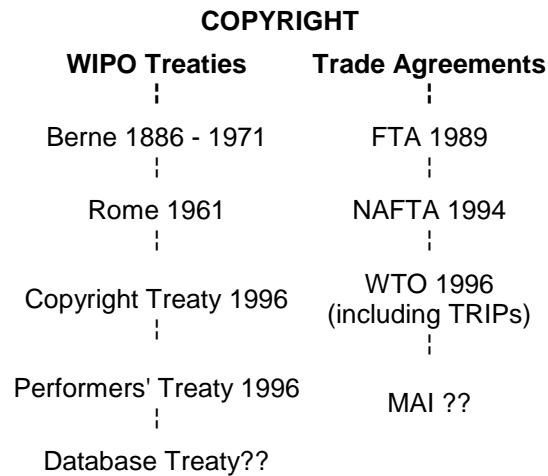 COPYRIGHT
WIPO Treaties
Berne 1886 - 1971
Rome 1961
Copyright Treaty 1996
Performers' Treaty 1996
Database Treaty??
Trade Agreements
FTA 1989
NAFTA 1994
WTO 1996
(including TRIPs)
MAI ??